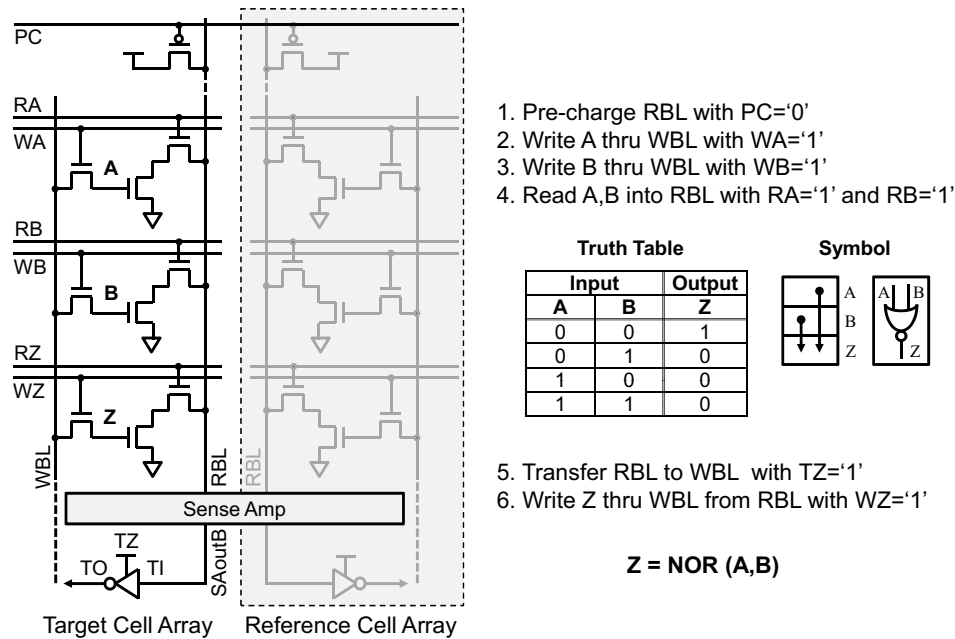 PC
RA
WA
A
RB
WB
B
RZ
WZ
Z
WBL
RBL
RBL
Sense Amp
TZ
TO
TI
SAoutB
Target Cell Array
Reference Cell Array
1. Pre-charge RBL with PC=‘0’
2. Write A thru WBL with WA=‘1’
3. Write B thru WBL with WB=‘1’
4. Read A,B into RBL with RA=‘1’ and RB=‘1’
Truth Table
Input Output
A B Z
0 0 1
0 1 0
1 0 0
1 1 0
Symbol
A
B
Z
A B
Z
5. Transfer RBL to WBL with TZ=‘1’
6. Write Z thru WBL from RBL with WZ=‘1’
Z = NOR (A,B)